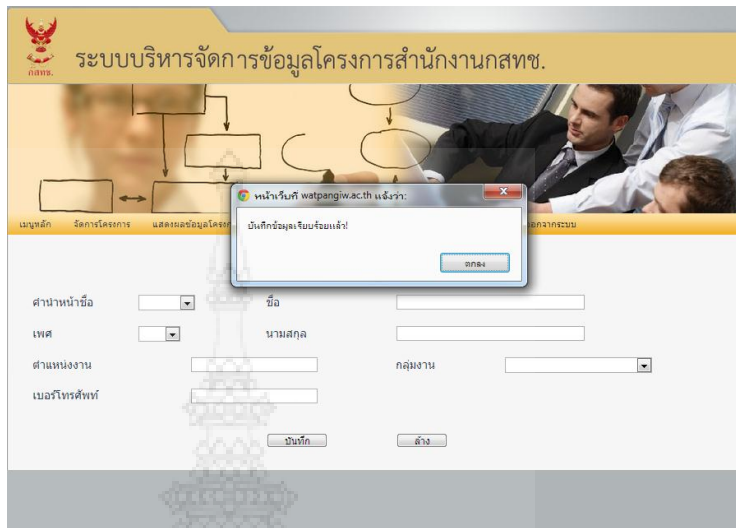 กสทช.
ระบบบริหารจัดการข้อมูลโครงการสำนักงานกสทช.
หน้าเว็บที่ watpangiw.ac.th แจ้งว่า:
บันทึกข้อมูลเรียบร้อยแล้ว!
ตกลง
เมนูหลัก จัดการโครงการ แสดงผลข้อมูลโครงก ออกจากระบบ
คำนำหน้าชื่อ ชื่อ
เพศ นามสกุล
ตำแหน่งงาน กลุ่มงาน
เบอร์โทรศัพท์
บันทึก ล้าง